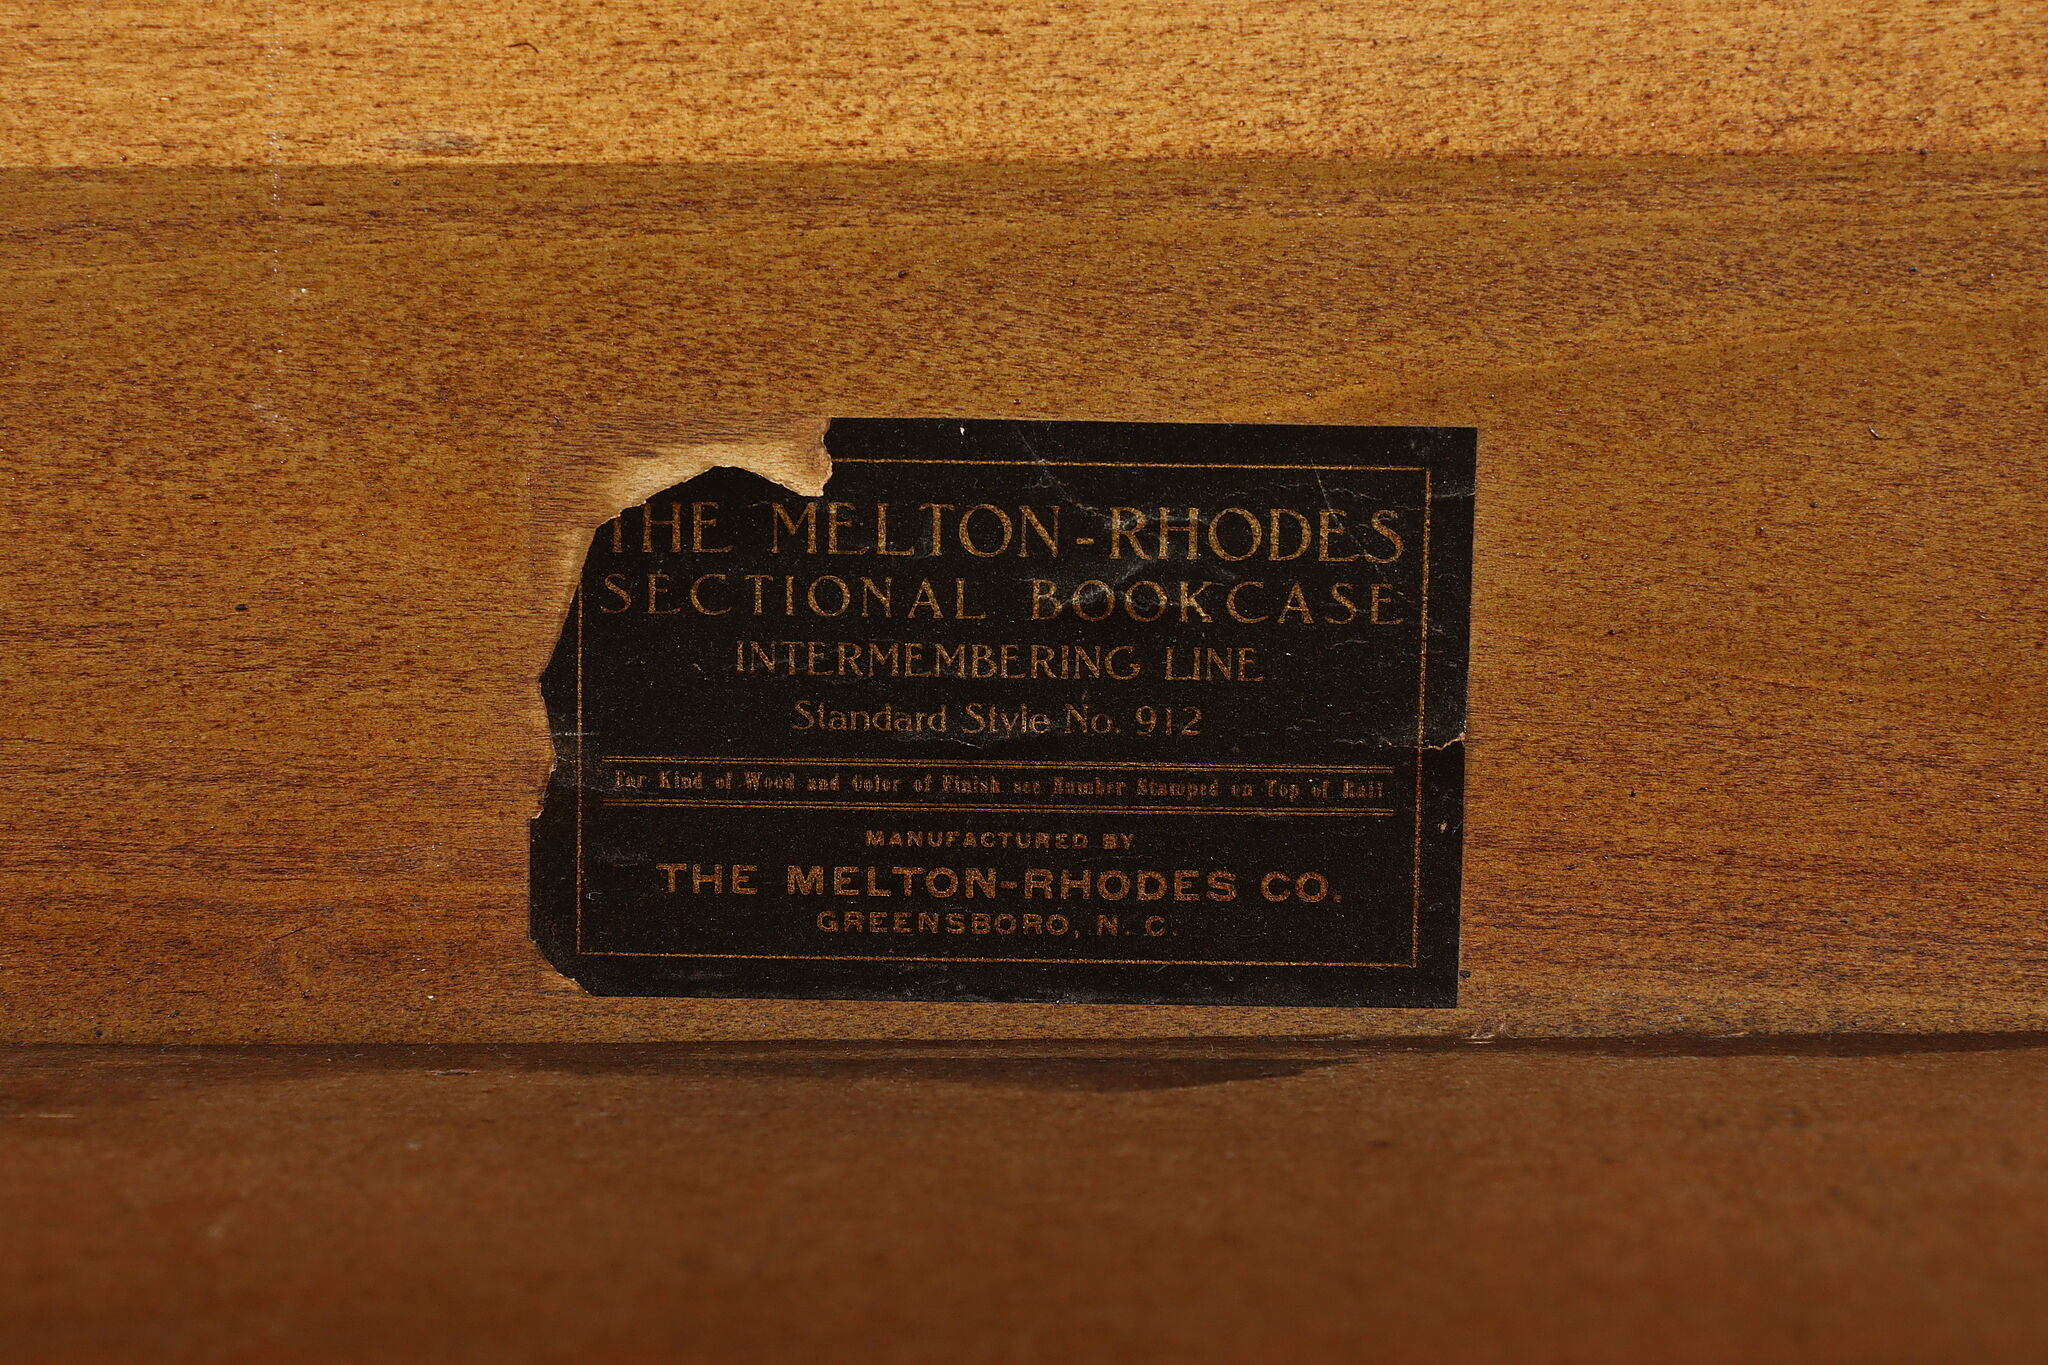 THE MELTON-RHODES
SECTIONAL BOOKCASE
INTERMEMBERING LINE
Standard Style No. 912
For Kind of Wood and Color of Finish see Number Stamped on Top of Rail
MANUFACTURED BY
THE MELTON-RHODES CO.
GREENSBORO, N. C.